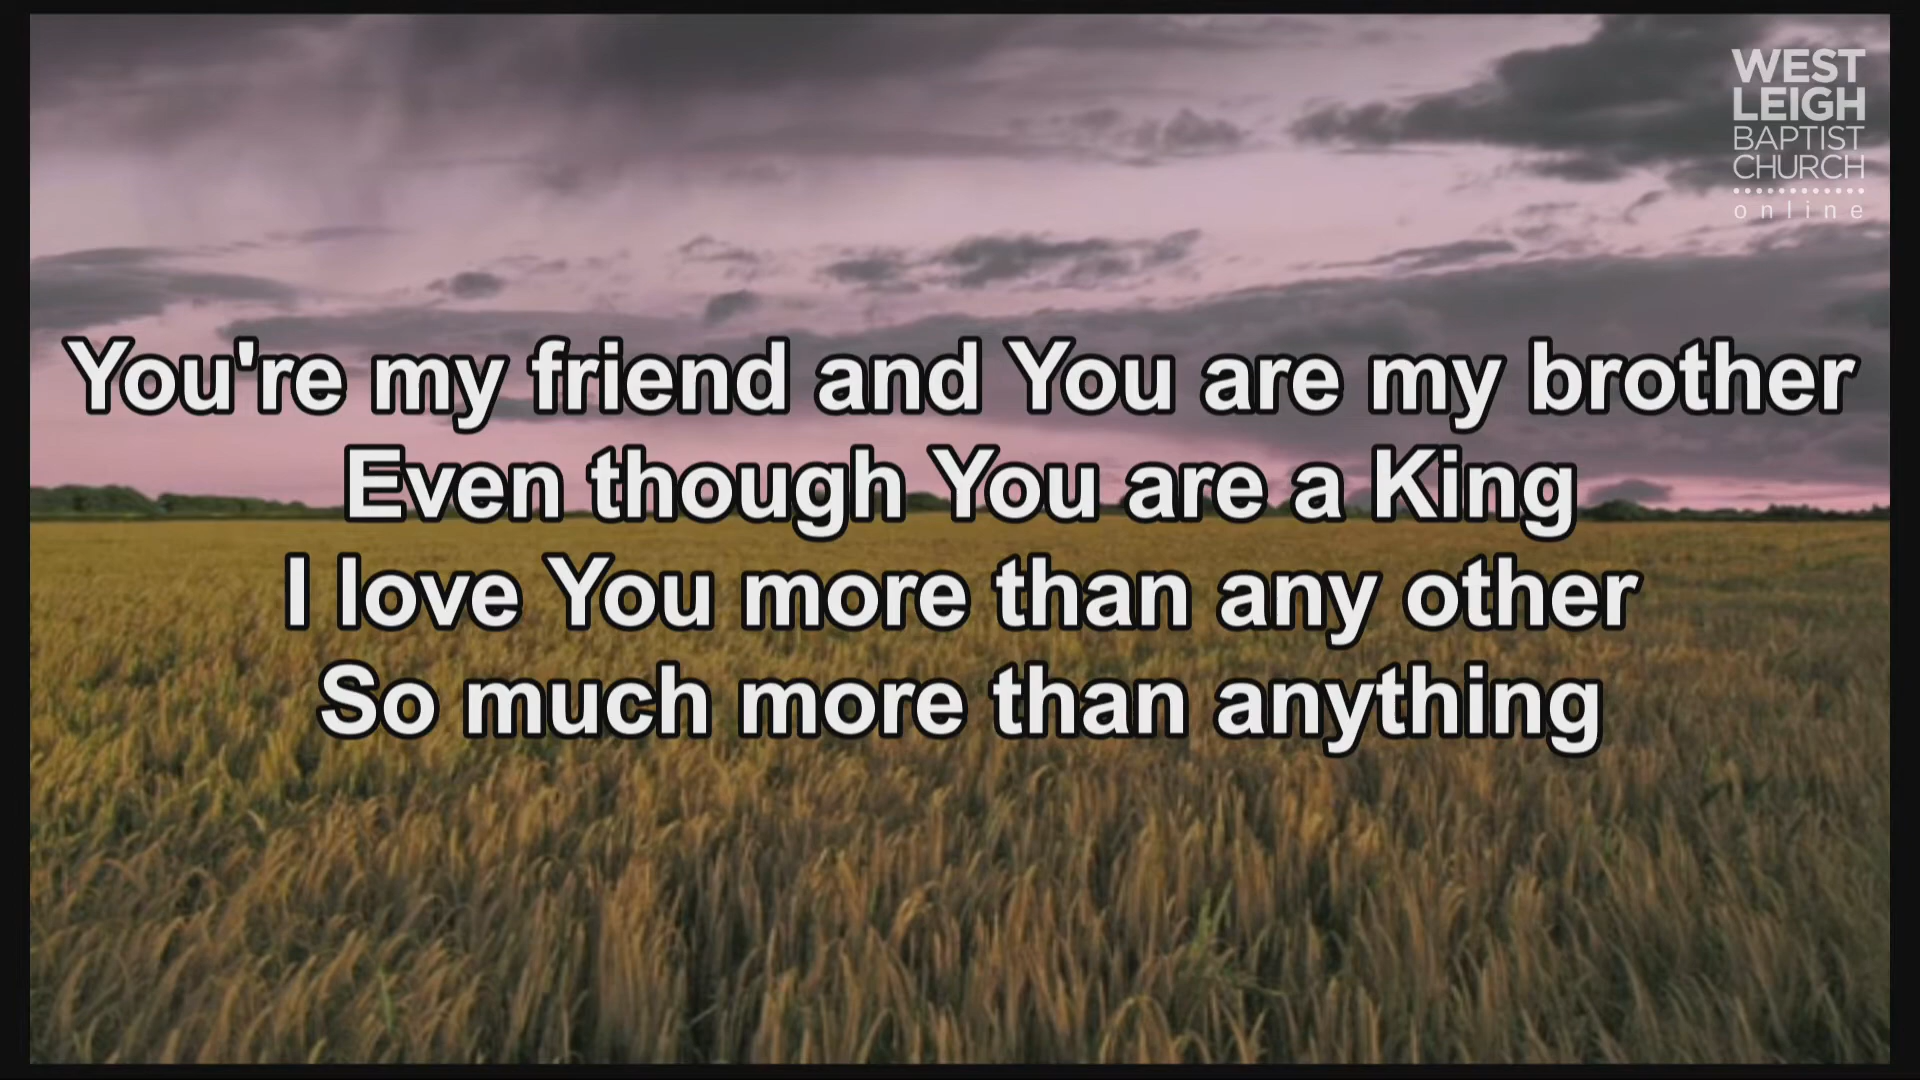 WEST
LEIGH
BAPTIST
CHURCH
online
You're my friend and You are my brother
Even though You are a King
I love You more than any other
So much more than anything